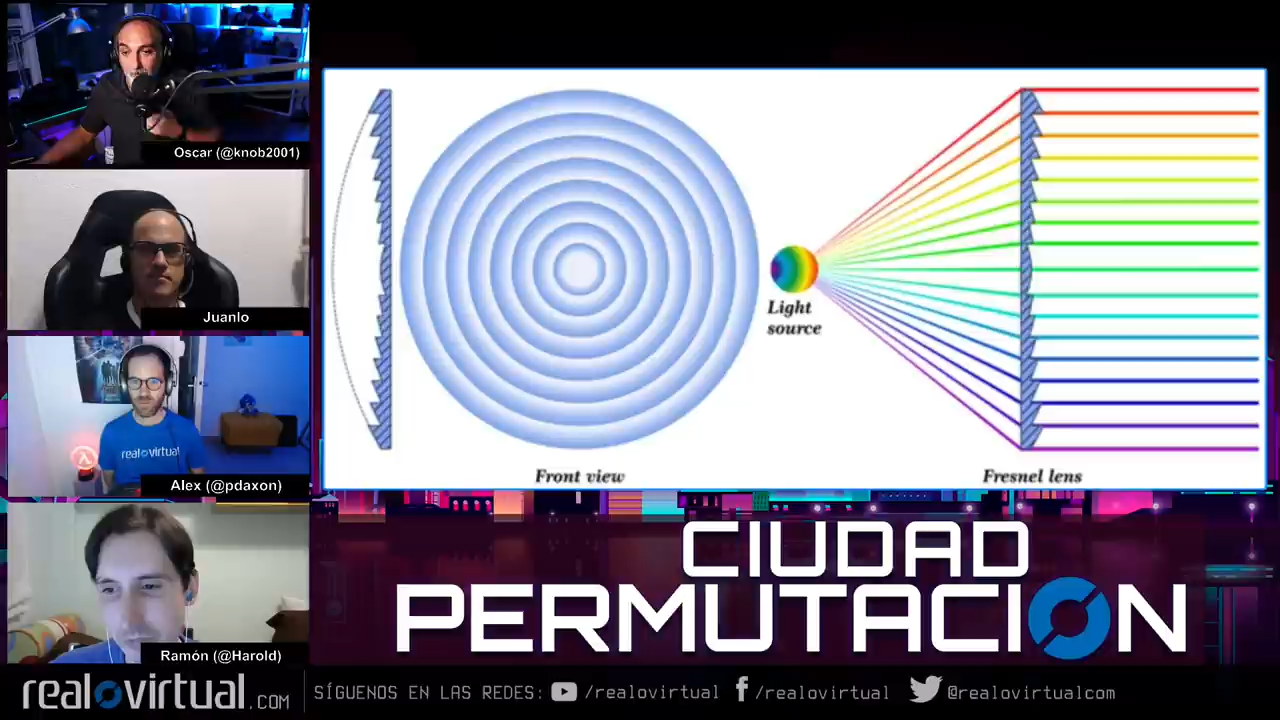 Oscar (@knob2001)
Juanlo
realovirtual
Alex (@pdaxon)
Ramón (@Harold)
Light
source
Front view
Fresnel lens
CIUDAD
PERMUTACION
realovirtual.COM
SÍGUENOS EN LAS REDES: /realovirtual /realovirtual @realovirtualcom